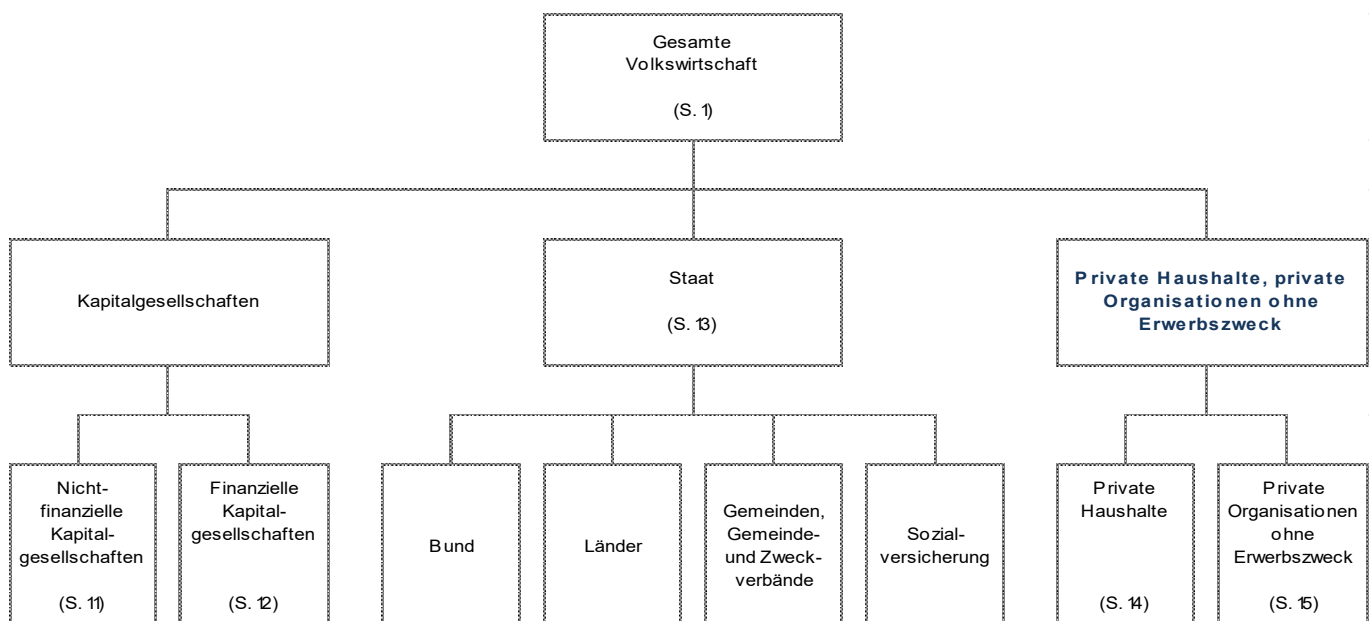 Gesamte
Volkswirtschaft
(S. 1)
Kapitalgesellschaften
Staat
(S. 13)
Private Haushalte, private
Organisationen ohne
Erwerbszweck
Nicht-
finanzielle
Kapital-
gesellschaften
(S. 11)
Finanzielle
Kapital-
gesellschaften
(S. 12)
Bund
Länder
Gemeinden,
Gemeinde-
und Zweck-
verbände
Sozial-
versicherung
Private
Haushalte
(S. 14)
Private
Organisationen
ohne
Erwerbszweck
(S. 15)